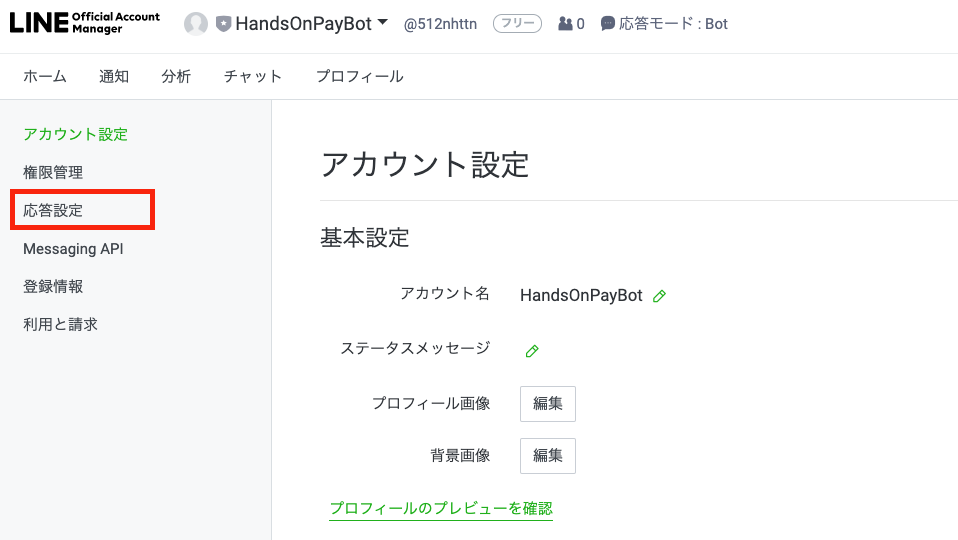 LINE Official Account Manager HandsOnPayBot @512nhttn フリー 0 応答モード : Bot
ホーム 通知 分析 チャット プロフィール
アカウント設定
権限管理
応答設定
Messaging API
登録情報
利用と請求
アカウント設定
基本設定
アカウント名 HandsOnPayBot
ステータスメッセージ
プロフィール画像 編集
背景画像 編集
プロフィールのプレビューを確認